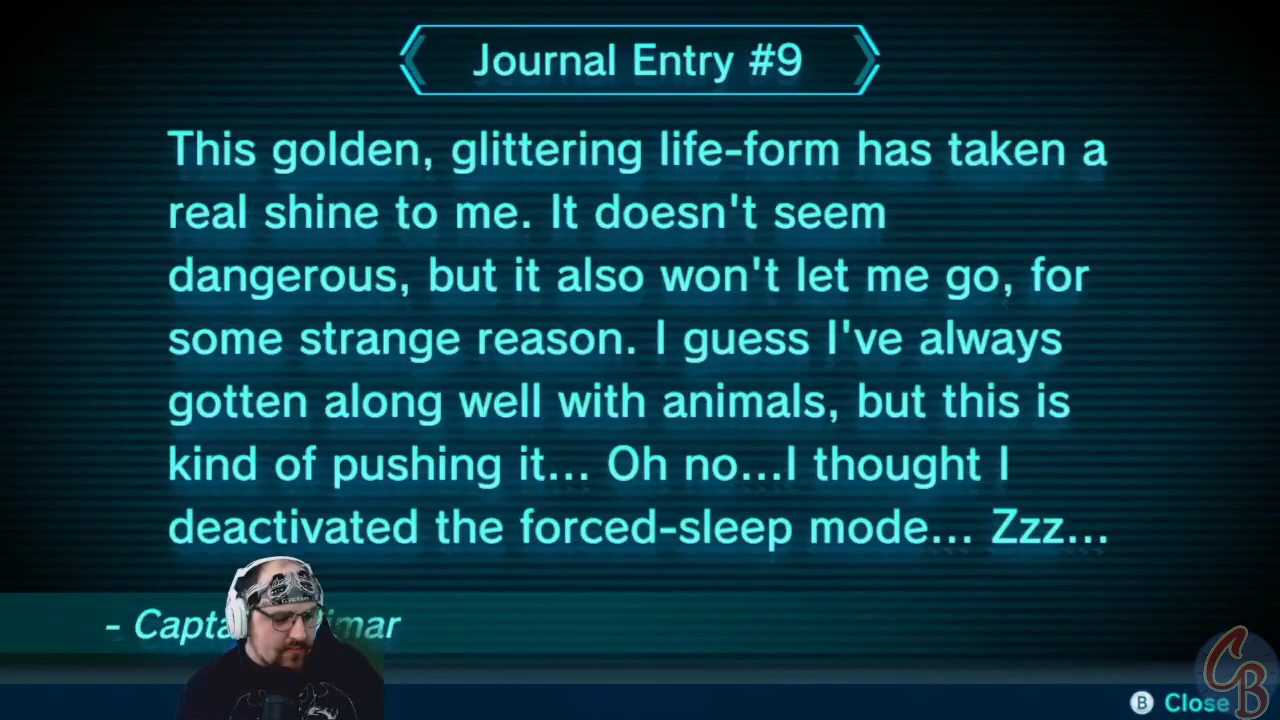 Journal Entry #9
This golden, glittering life-form has taken a
real shine to me. It doesn't seem
dangerous, but it also won't let me go, for
some strange reason. I guess I've always
gotten along well with animals, but this is
kind of pushing it... Oh no...I thought I
deactivated the forced-sleep mode... Zzz...
- Capta imar
B Close
CB